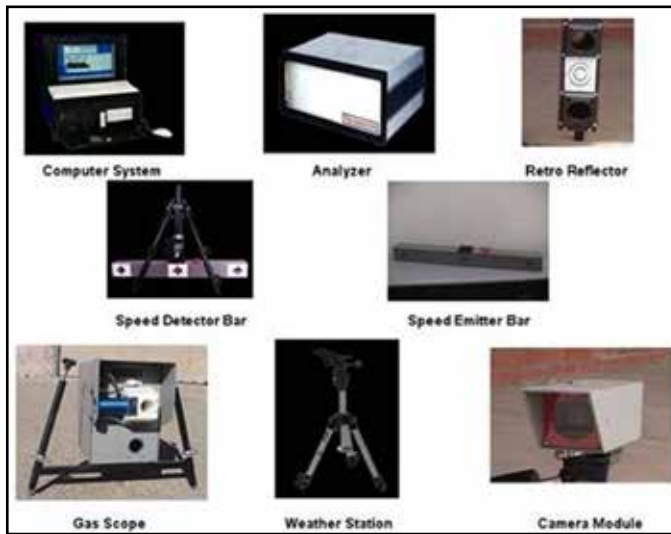 Computer System
Analyzer
Retro Reflector
Speed Detector Bar
Speed Emitter Bar
Gas Scope
Weather Station
Camera Module